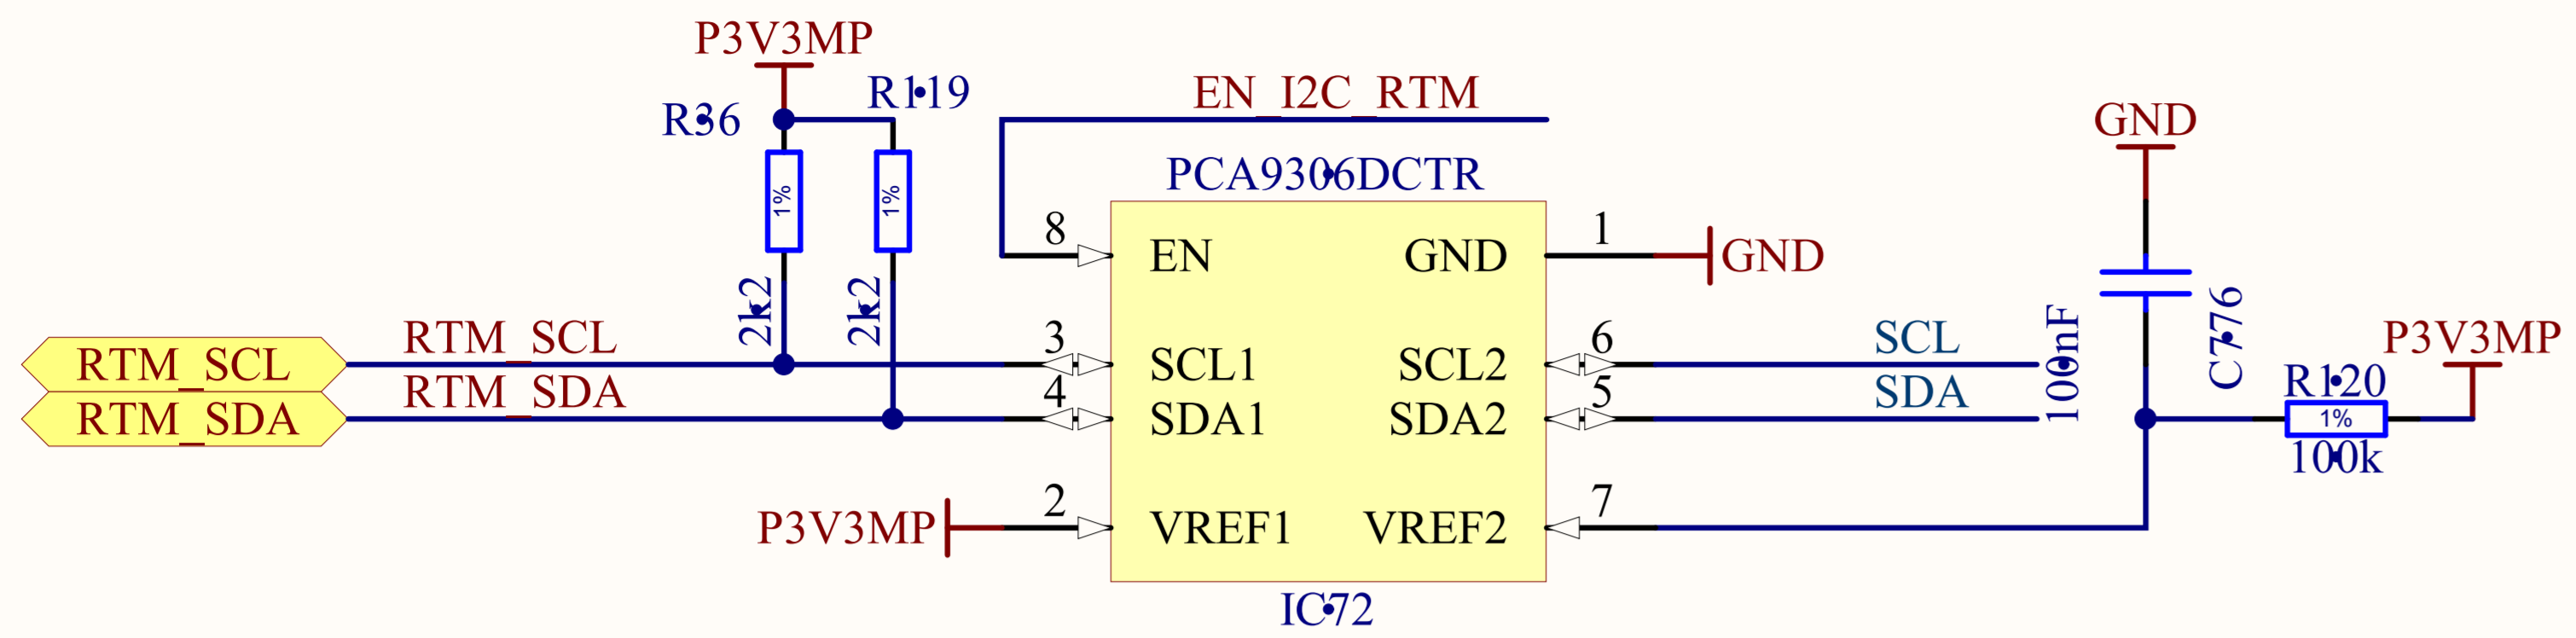 P3V3MP
R36
R119
1%
1%
2k2
2k2
EN_I2C_RTM
PCA9306DCTR
8
EN
GND
1
GND
RTM_SCL
RTM_SCL
3
SCL1
SCL2
6
SCL
RTM_SDA
RTM_SDA
4
SDA1
SDA2
5
SDA
P3V3MP
2
VREF1
VREF2
7
IC72
GND
100nF
C776
R120
1%
100k
P3V3MP